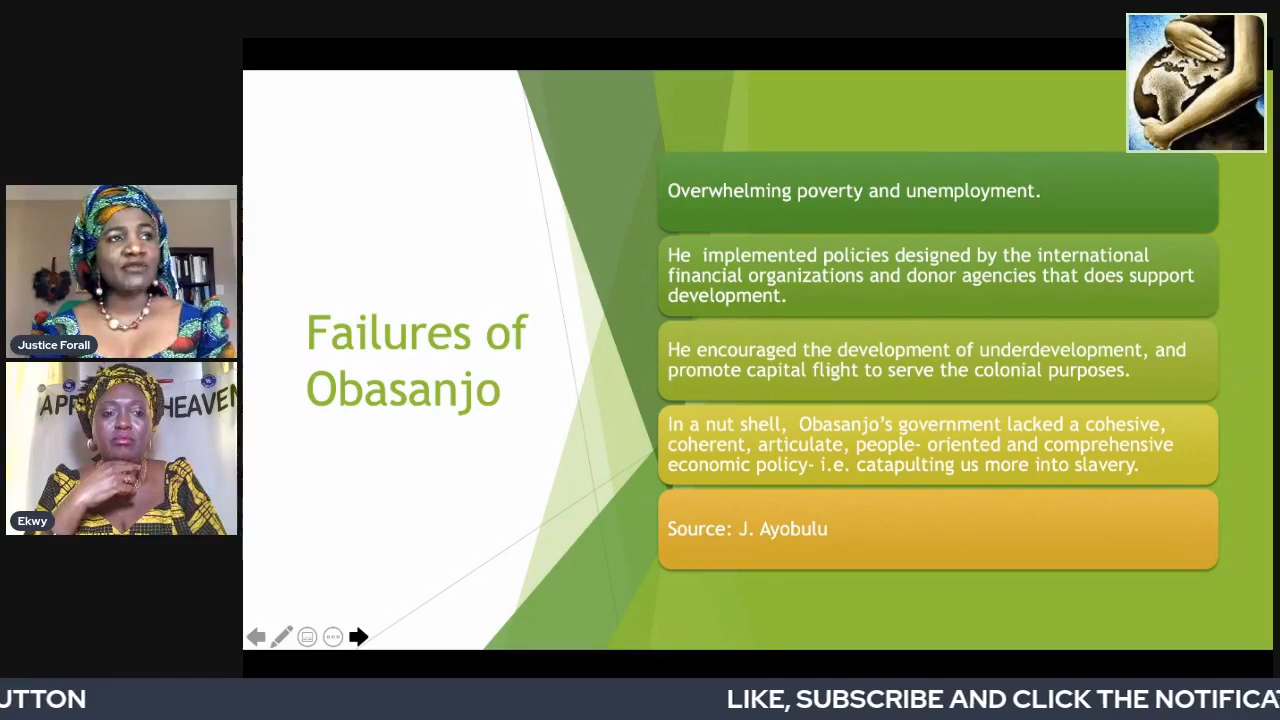 Failures of
Obasanjo
Overwhelming poverty and unemployment.
He implemented policies designed by the international
financial organizations and donor agencies that does support
development.
He encouraged the development of underdevelopment, and
promote capital flight to serve the colonial purposes.
In a nut shell, Obasanjo's government lacked a cohesive,
coherent, articulate, people- oriented and comprehensive
economic policy- i.e. catapulting us more into slavery.
Source: J. Ayobulu
Justice Forall
HEAVEN
Ekwy
UTTON
LIKE, SUBSCRIBE AND CLICK THE NOTIFICA